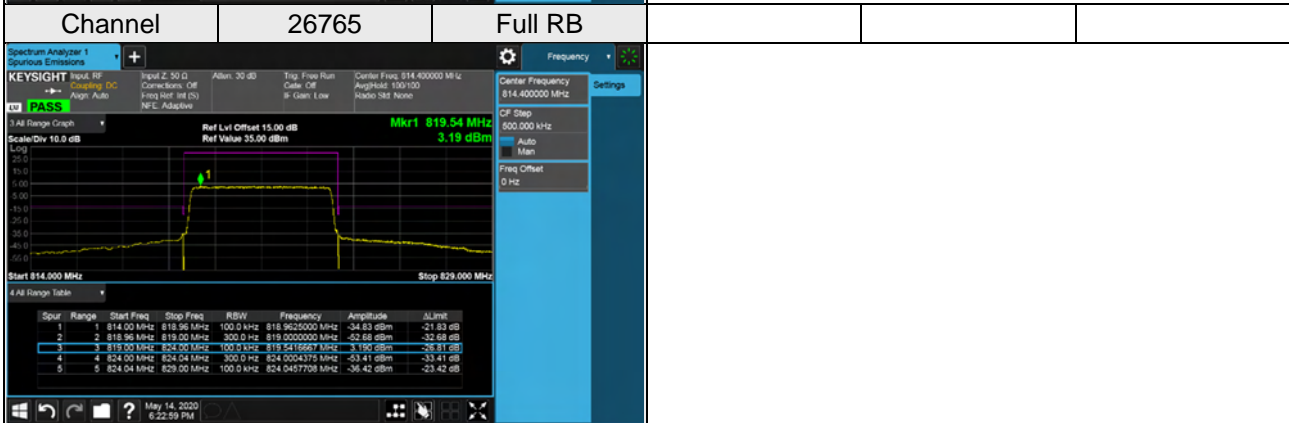 Channel 26765 Full RB
Spectrum Analyzer 1
Spurious Emissions
+
Frequency
KEYSIGHT Input: RF Input Z: 50 Ω Atten: 30 dB Trig: Free Run Center Freq: 814.400000 MHz
Coupling: DC Corrections: Off Gate: Off Avg|Hold: 100/100
Align: Auto Freq Ref: Int (S) IF Gain: Low Radio Std: None
LV PASS NFE: Adaptive
Center Frequency
814.400000 MHz
Settings
CF Step
500.000 kHz
Auto
Man
Freq Offset
0 Hz
3 All Range Graph
Ref Lvl Offset 15.00 dB Mkr1 819.54 MHz
Scale/Div 10.0 dB Ref Value 35.00 dBm 3.19 dBm
Log
25.0
15.0
5.00
-5.00
-15.0
-25.0
-35.0
-45.0
-55.0
1
Start 814.000 MHz Stop 829.000 MHz
4 All Range Table
Spur Range Start Freq Stop Freq RBW Frequency Amplitude ΔLimit
1 1 814.00 MHz 818.96 MHz 100.0 kHz 818.9625000 MHz -34.83 dBm -21.83 dB
2 2 818.96 MHz 819.00 MHz 300.0 Hz 819.0000000 MHz -52.68 dBm -32.68 dB
3 3 819.00 MHz 824.00 MHz 100.0 kHz 819.5416667 MHz 3.190 dBm -26.81 dB
4 4 824.00 MHz 824.04 MHz 300.0 Hz 824.0004375 MHz -53.41 dBm -33.41 dB
5 5 824.04 MHz 829.00 MHz 100.0 kHz 824.0457708 MHz -36.42 dBm -23.42 dB
? May 14, 2020
6:22:59 PM